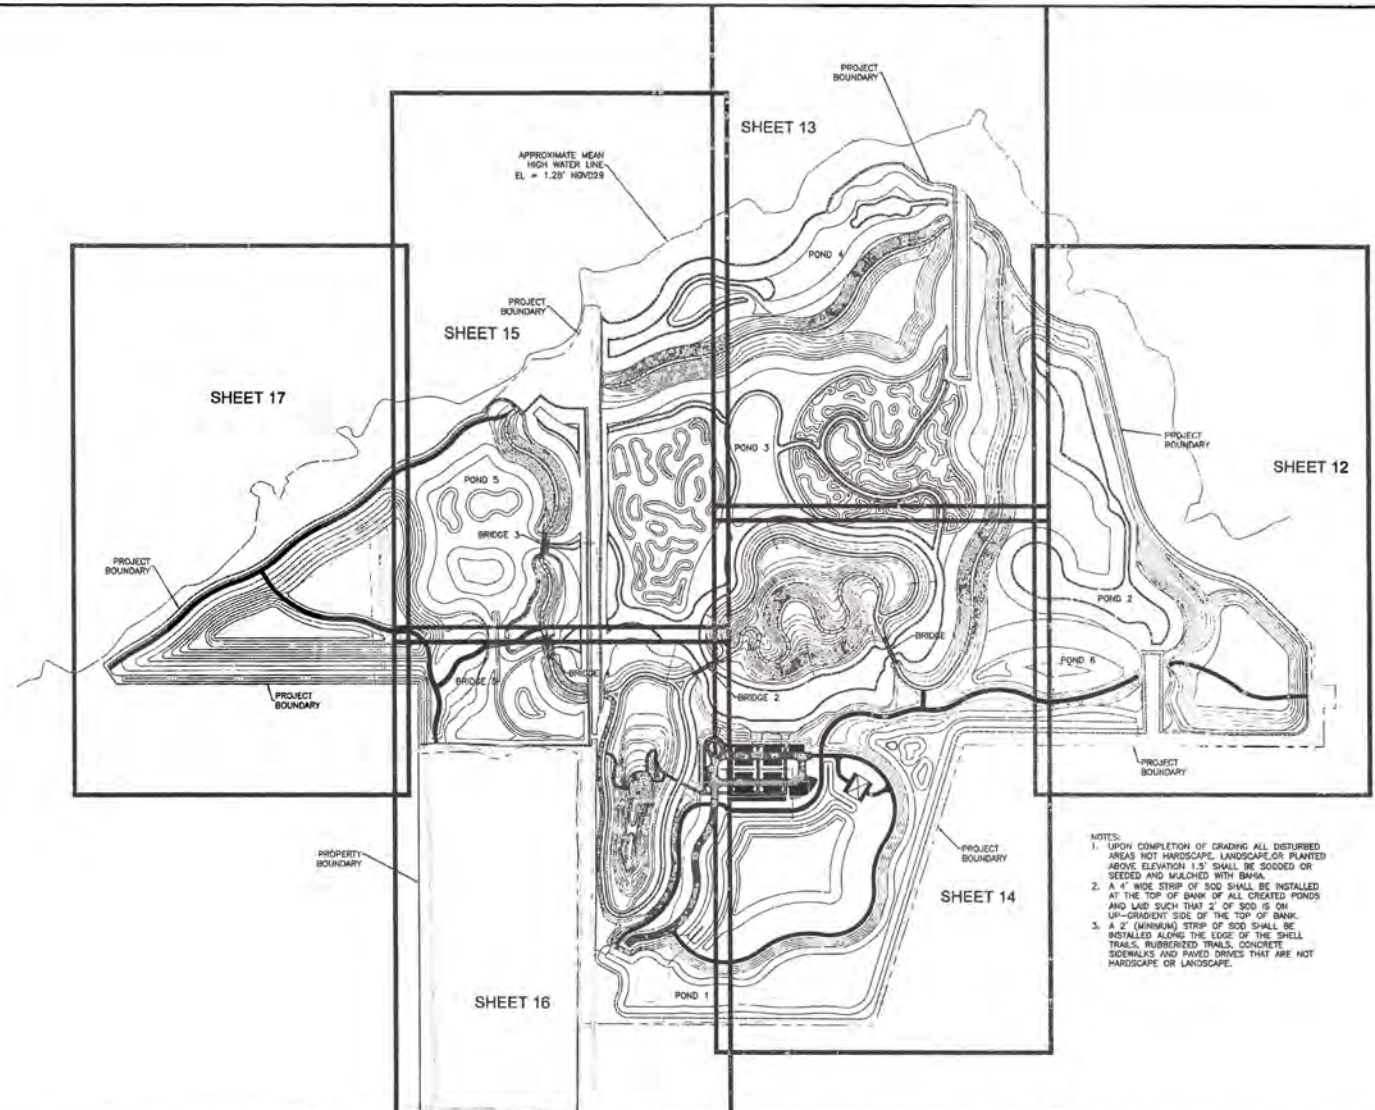 PROJECT
BOUNDARY
SHEET 13
APPROXIMATE MEAN
HIGH WATER LINE
EL = 1.28' NGVD29
POND 4
PROJECT
BOUNDARY
SHEET 15
SHEET 17
PROJECT
BOUNDARY
POND 3
SHEET 12
POND 5
BRIDGE 3
PROJECT
BOUNDARY
POND 2
BRIDGE 1
POND 6
BRIDGE 4
BRIDGE 5
BRIDGE 2
PROJECT
BOUNDARY
PROJECT
BOUNDARY
PROPERTY
BOUNDARY
PROJECT
BOUNDARY
SHEET 14
NOTES:
1. UPON COMPLETION OF GRADING ALL DISTURBED
AREAS NOT HARDSCAPE, LANDSCAPE,OR PLANTED
ABOVE ELEVATION 1.5' SHALL BE SODDED OR
SEEDED AND MULCHED WITH BAHIA.
2. A 4' WIDE STRIP OF SOD SHALL BE INSTALLED
AT THE TOP OF BANK OF ALL CREATED PONDS
AND LAID SUCH THAT 2' OF SOD IS ON
UP-GRADIENT SIDE OF THE TOP OF BANK.
3. A 2' (MINIMUM) STRIP OF SOD SHALL BE
INSTALLED ALONG THE EDGE OF THE SHELL
TRAILS, RUBBERIZED TRAILS, CONCRETE
SIDEWALKS AND PAVED DRIVES THAT ARE NOT
HARDSCAPE OR LANDSCAPE.
SHEET 16
POND 1